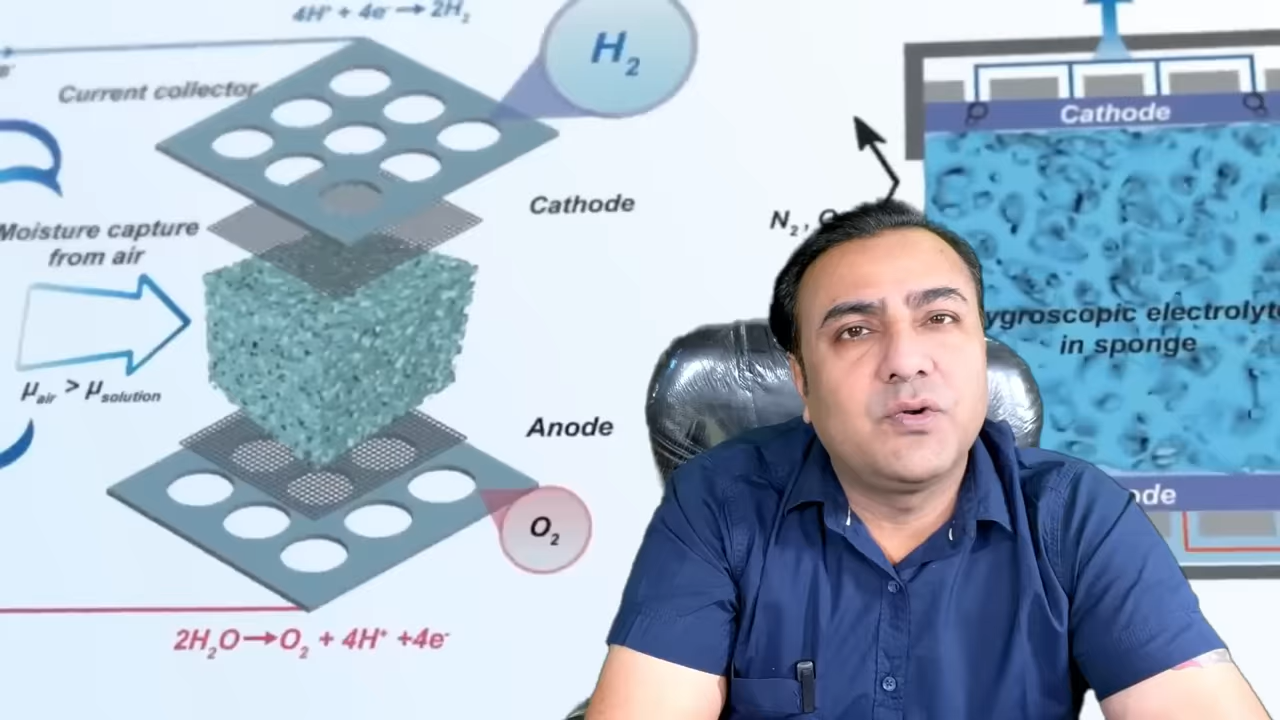 4H⁺ + 4e⁻ → 2H₂
H₂
e⁻
Current collector
Cathode
Moisture capture
from air
μair > μsolution
Anode
O₂
2H₂O → O₂ + 4H⁺ +4e⁻
Cathode
N₂,
ygroscopic electrolyte
in sponge
ode